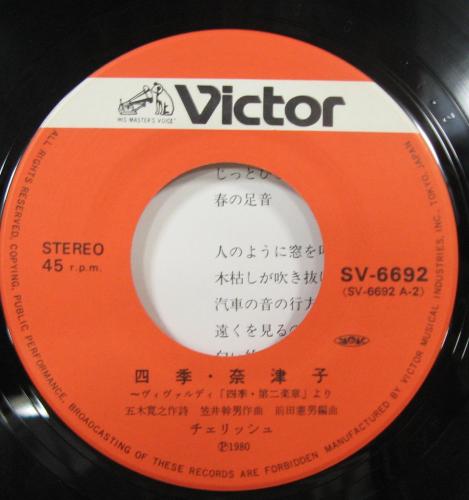 HIS MASTER'S VOICE
Victor
じっと
春の足音
人のように窓を
木枯しが吹き抜
汽車の音の行方
遠くを見るの
STEREO
45 r.p.m.
SV-6692
(SV-6692 A-2)
四季・奈津子
～ヴィヴァルディ「四季・第二楽章」より
五木寛之作詩 笠井幹男作曲 前田憲男編曲
チェリッシュ
Ⓟ1980
ALL RIGHTS RESERVED. COPYING, PUBLIC PERFORMANCE, BROADCASTING OF THESE RECORDS ARE FORBIDDEN MANUFACTURED BY VICTOR MUSICAL INDUSTRIES, INC. TOKYO, JAPAN